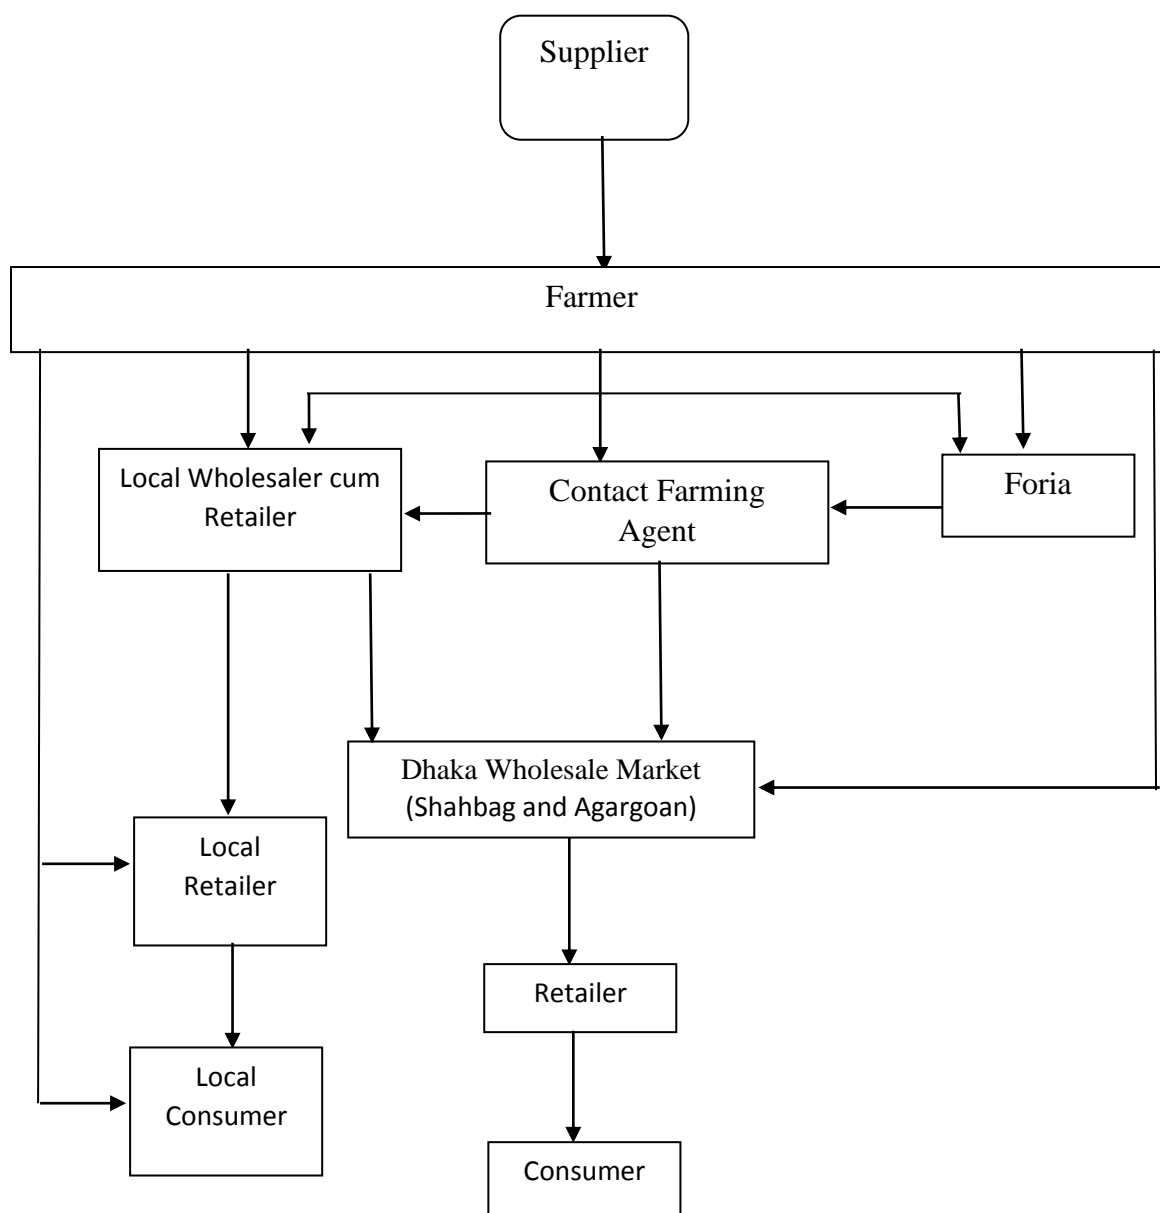 Supplier
Farmer
Local Wholesaler cum
Retailer
Contact Farming
Agent
Foria
Dhaka Wholesale Market
(Shahbag and Agargoan)
Local
Retailer
Retailer
Local
Consumer
Consumer